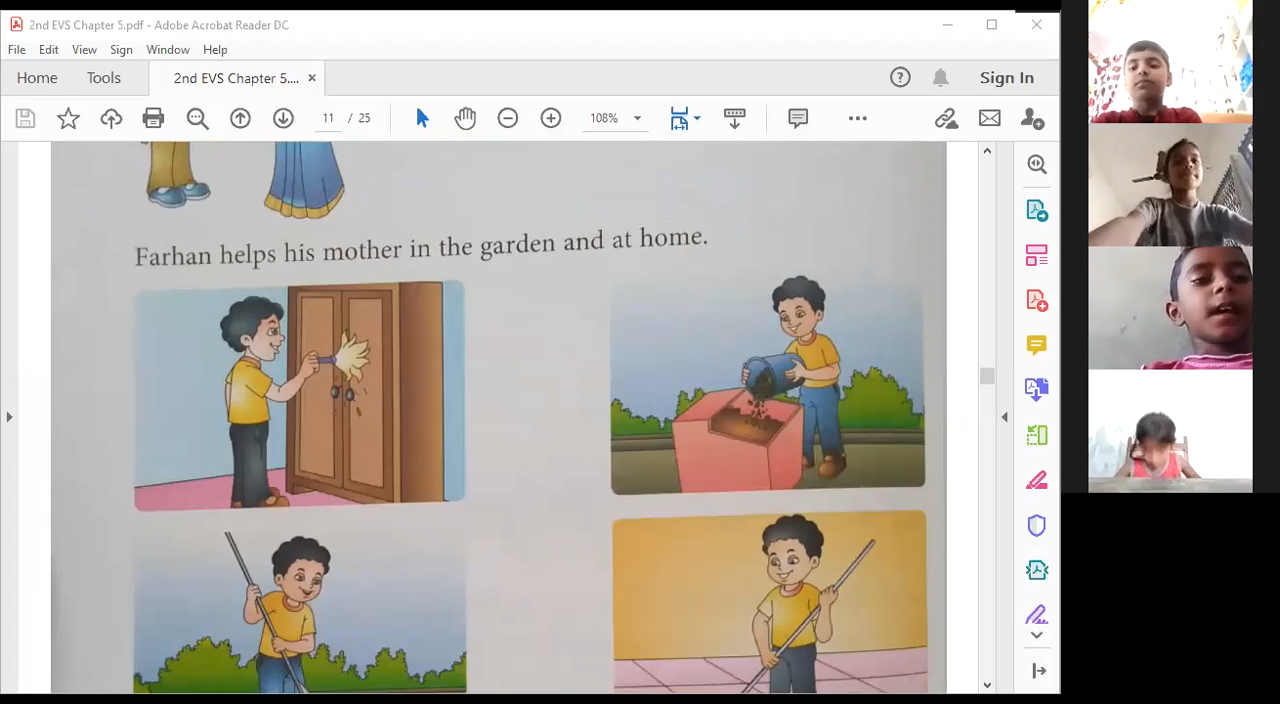 2nd EVS Chapter 5.pdf - Adobe Acrobat Reader DC
File Edit View Sign Window Help
Home Tools 2nd EVS Chapter 5.... × Sign In
11 / 25 108%
Farhan helps his mother in the garden and at home.